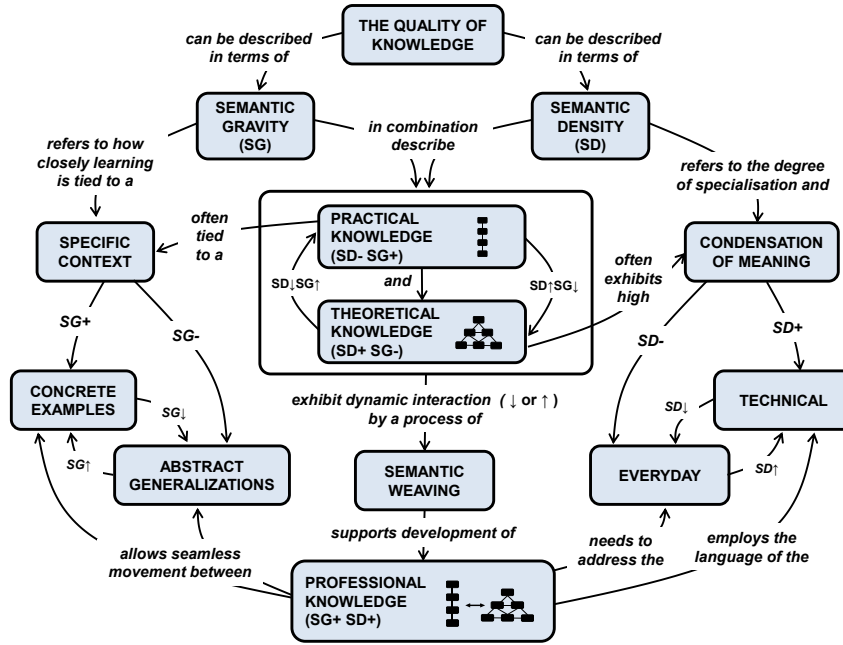 THE QUALITY OF
KNOWLEDGE
can be described
in terms of
can be described
in terms of
SEMANTIC
GRAVITY
(SG)
SEMANTIC
DENSITY
(SD)
in combination
describe
refers to how
closely learning
is tied to a
refers to the degree
of specialisation and
SPECIFIC
CONTEXT
often
tied
to a
PRACTICAL
KNOWLEDGE
(SD- SG+)
CONDENSATION
OF MEANING
often
exhibits
high
SD↓SG↑
and
SD↑SG↓
THEORETICAL
KNOWLEDGE
(SD+ SG-)
SG+
SG-
SD-
SD+
CONCRETE
EXAMPLES
SG↓
SG↑
ABSTRACT
GENERALIZATIONS
exhibit dynamic interaction (↓ or ↑)
by a process of
SEMANTIC
WEAVING
TECHNICAL
SD↓
SD↑
EVERYDAY
supports development of
allows seamless
movement between
needs to
address the
employs the
language of the
PROFESSIONAL
KNOWLEDGE
(SG+ SD+)